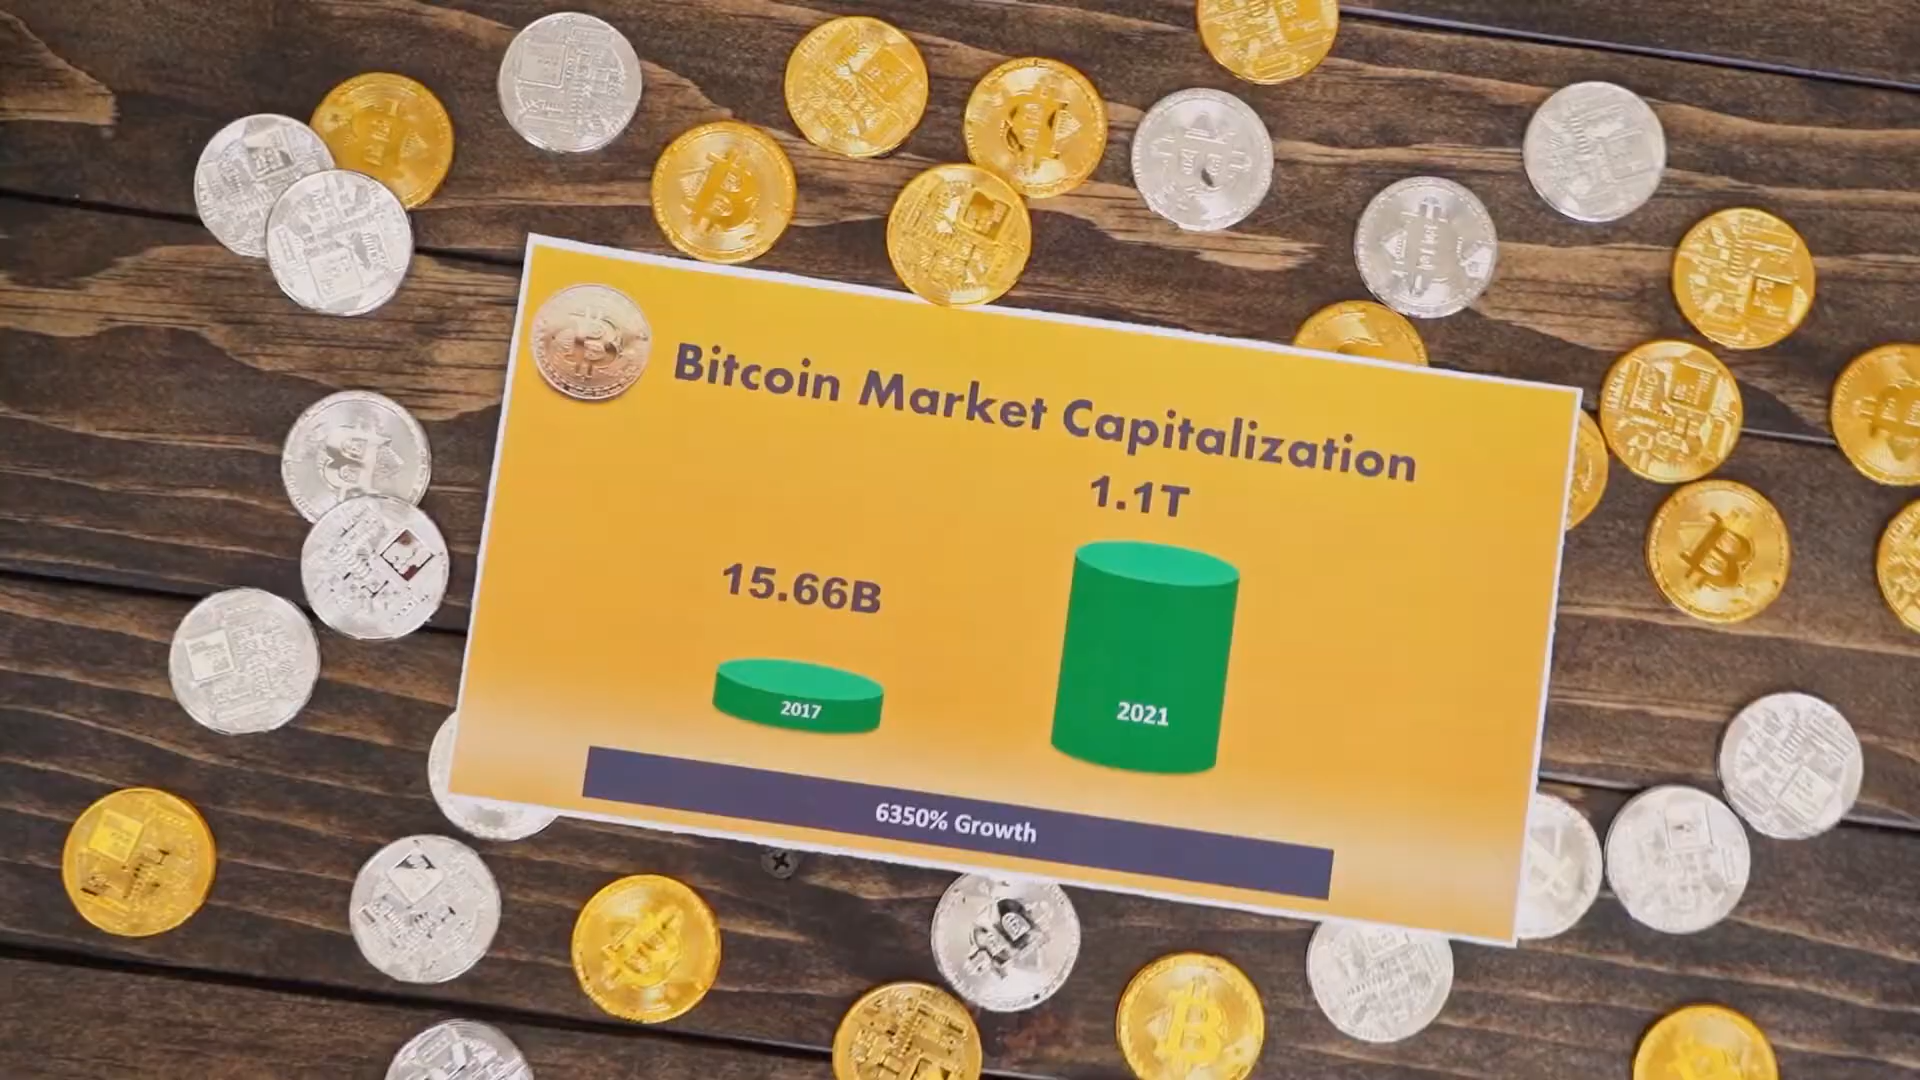 Bitcoin Market Capitalization
1.1T
15.66B
2017
2021
6350% Growth